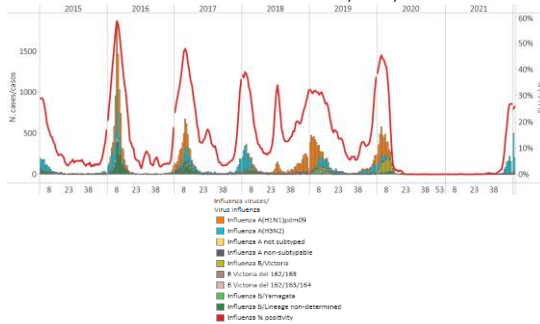 2015 2016 2017 2018 2019 2020 2021
60%
1500 50%
40%
1000
30%
N. cases/casos
500 20%
10%
0 0%
8 23 38 8 23 38 8 23 38 8 23 38 8 23 38 8 23 38 53 8 23 38
Influenza viruses/
Virus influenza
Influenza A(H1N1)pdm09
Influenza A(H3N2)
Influenza A not subtyped
Influenza A non-subtypable
Influenza B/Victoria
B Victoria del 162/163
B Victoria del 162/163/164
Influenza B/Yamagata
Influenza B/Lineage non-determined
Influenza % positivity